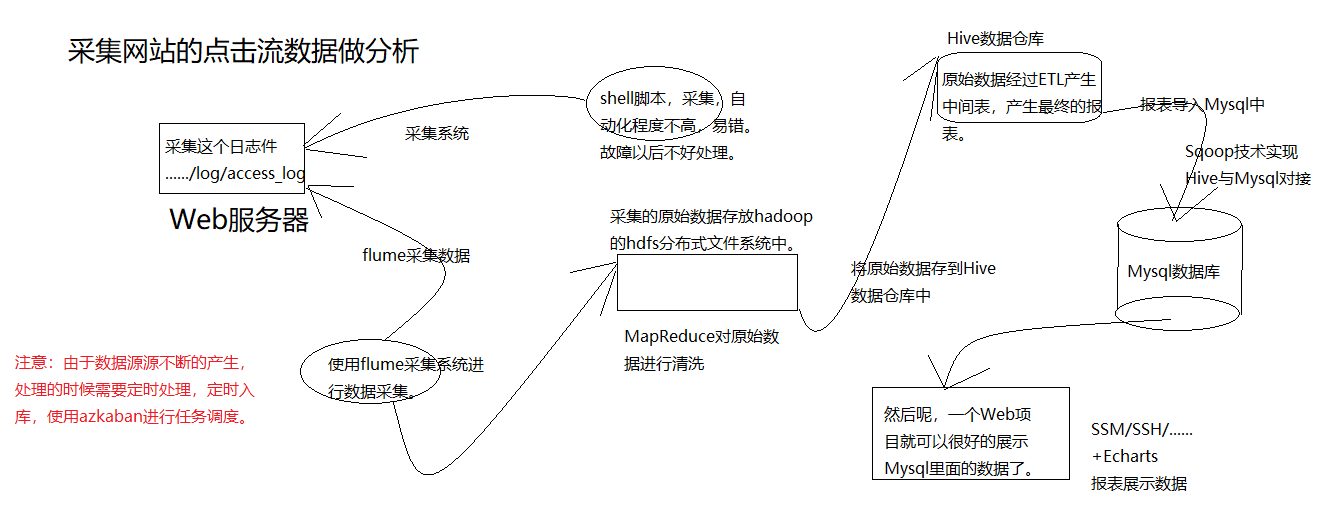 采集网站的点击流数据做分析
采集这个日志件
....../log/access_log
Web服务器
采集系统
shell脚本，采集，自
动化程度不高，易错。
故障以后不好处理。
flume采集数据
使用flume采集系统进
行数据采集。
注意：由于数据源源不断的产生，
处理的时候需要定时处理，定时入
库，使用azkaban进行任务调度。
采集的原始数据存放hadoop
的hdfs分布式文件系统中。
MapReduce对原始数
据进行清洗
将原始数据存到Hive
数据仓库中
Hive数据仓库
原始数据经过ETL产生
中间表，产生最终的报
表。
报表导入Mysql中
Sqoop技术实现
Hive与Mysql对接
Mysql数据库
然后呢，一个Web项
目就可以很好的展示
Mysql里面的数据了。
SSM/SSH/......
+Echarts
报表展示数据